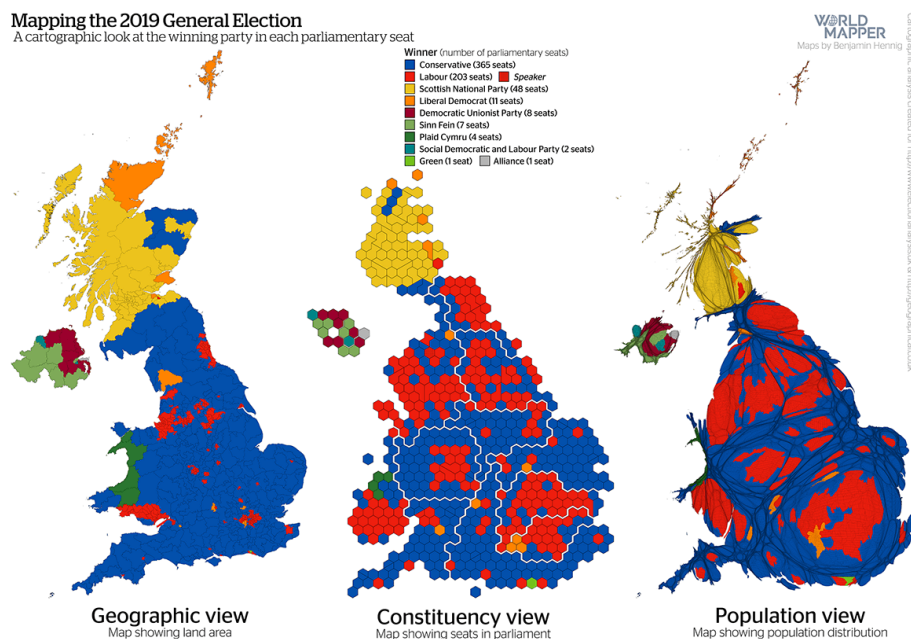 Mapping the 2019 General Election
A cartographic look at the winning party in each parliamentary seat
WORLD
MAPPER
Maps by Benjamin Hennig
Winner (number of parliamentary seats)
Conservative (365 seats)
Labour (203 seats) Speaker
Scottish National Party (48 seats)
Liberal Democrat (11 seats)
Democratic Unionist Party (8 seats)
Sinn Fein (7 seats)
Plaid Cymru (4 seats)
Social Democratic and Labour Party (2 seats)
Green (1 seat) Alliance (1 seat)
Geographic view
Map showing land area
Constituency view
Map showing seats in parliament
Population view
Map showing population distribution